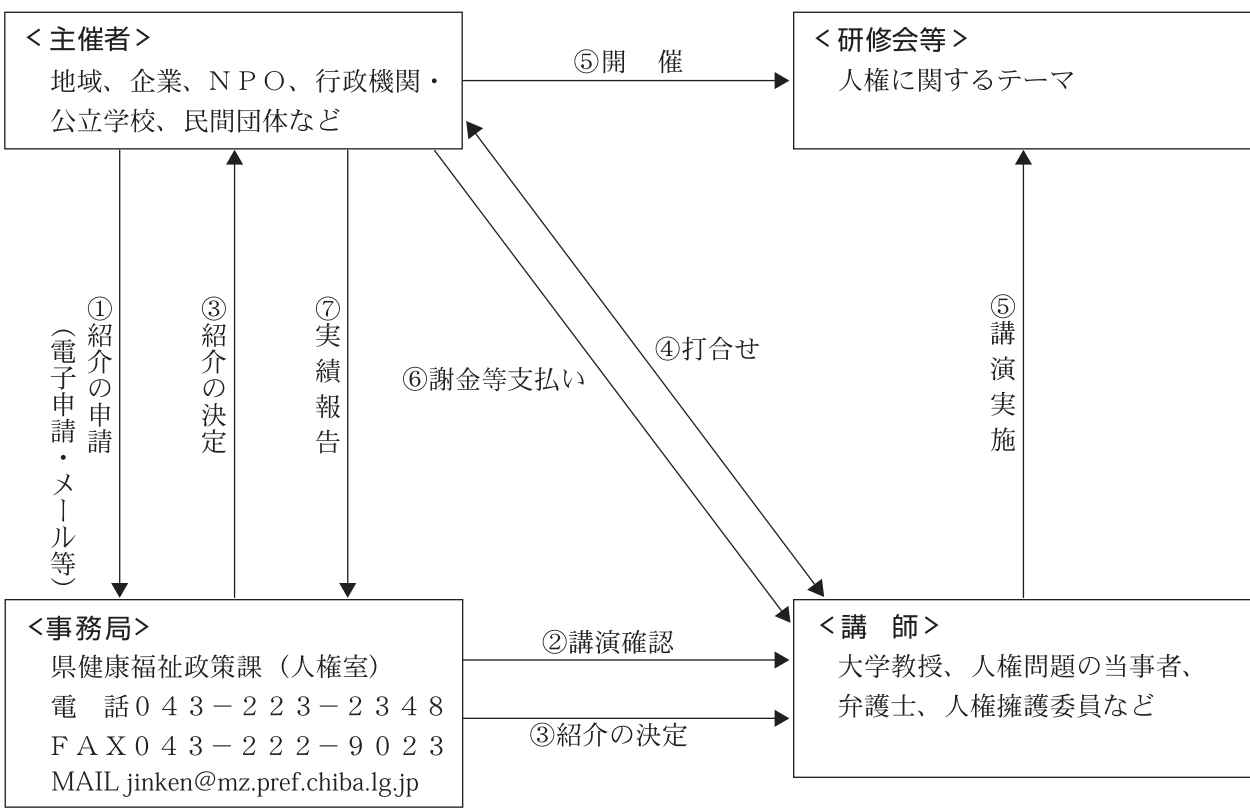 ＜主催者＞
地域、企業、ＮＰＯ、行政機関・
公立学校、民間団体など
⑤開　催
＜研修会等＞
人権に関するテーマ
①紹介の申請
（電子申請・メール等）
③紹介の決定
⑦実績報告
⑥謝金等支払い
④打合せ
⑤講演実施
＜事務局＞
県健康福祉政策課（人権室）
電　話０４３－２２３－２３４８
ＦＡＸ０４３－２２２－９０２３
MAIL jinken@mz.pref.chiba.lg.jp
②講演確認
③紹介の決定
＜講　師＞
大学教授、人権問題の当事者、
弁護士、人権擁護委員など